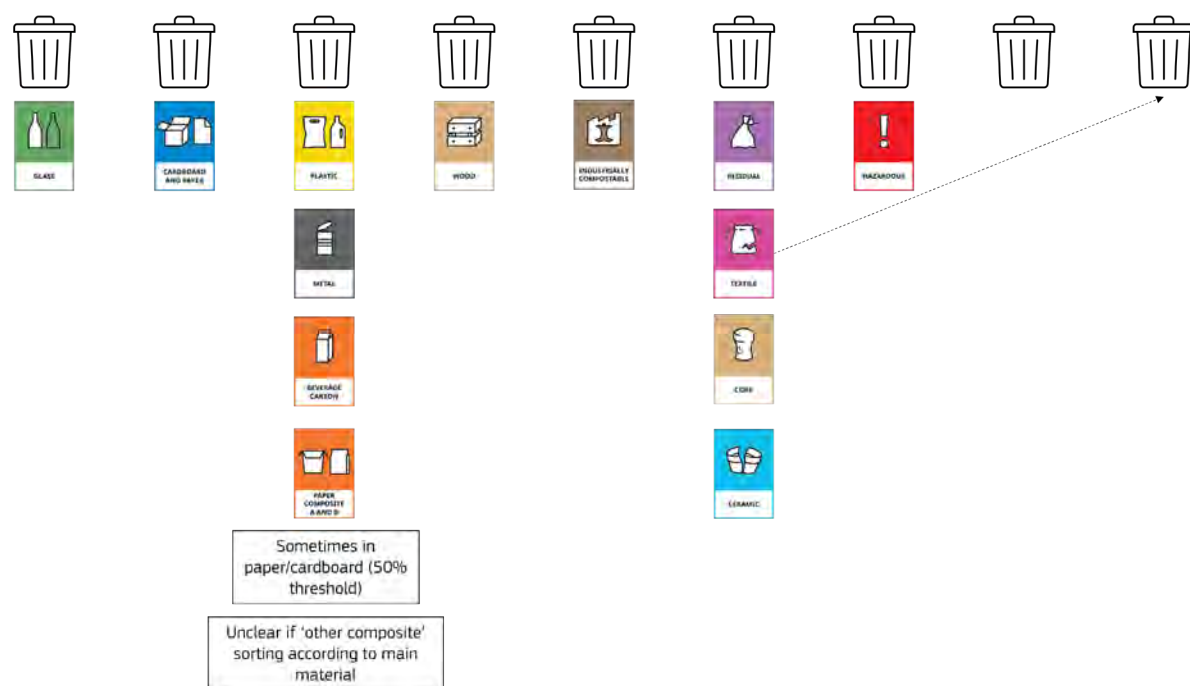 GLASS
CARDBOARD
AND PAPER
PLASTIC
WOOD
INDUSTRIALLY
COMPOSTABLE
RESIDUAL
HAZARDOUS
METAL
TEXTILE
BEVERAGE
CARTON
CORK
PAPER
COMPOSITE
CERAMIC
Sometimes in
paper/cardboard (50%
threshold)
Unclear if ‘other composite’
sorting according to main
material